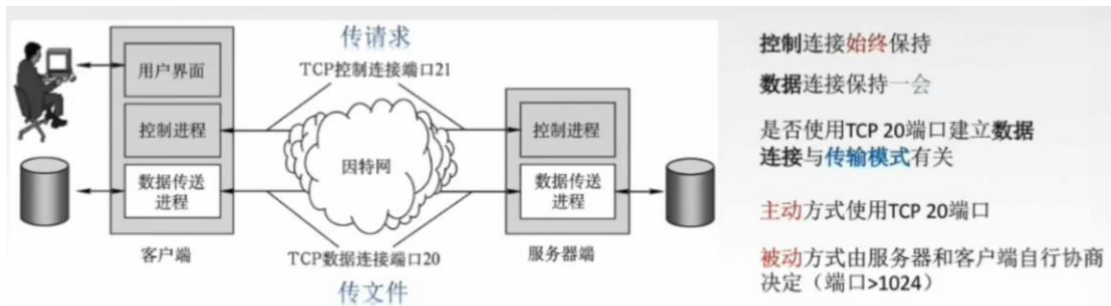 传请求
TCP控制连接端口21
用户界面
控制进程
数据传送
进程
客户端
因特网
控制进程
数据传送
进程
服务器端
TCP数据连接端口20
传文件
控制连接始终保持
数据连接保持一会
是否使用TCP 20端口建立数据
连接与传输模式有关
主动方式使用TCP 20端口
被动方式由服务器和客户端自行协商
决定（端口>1024）